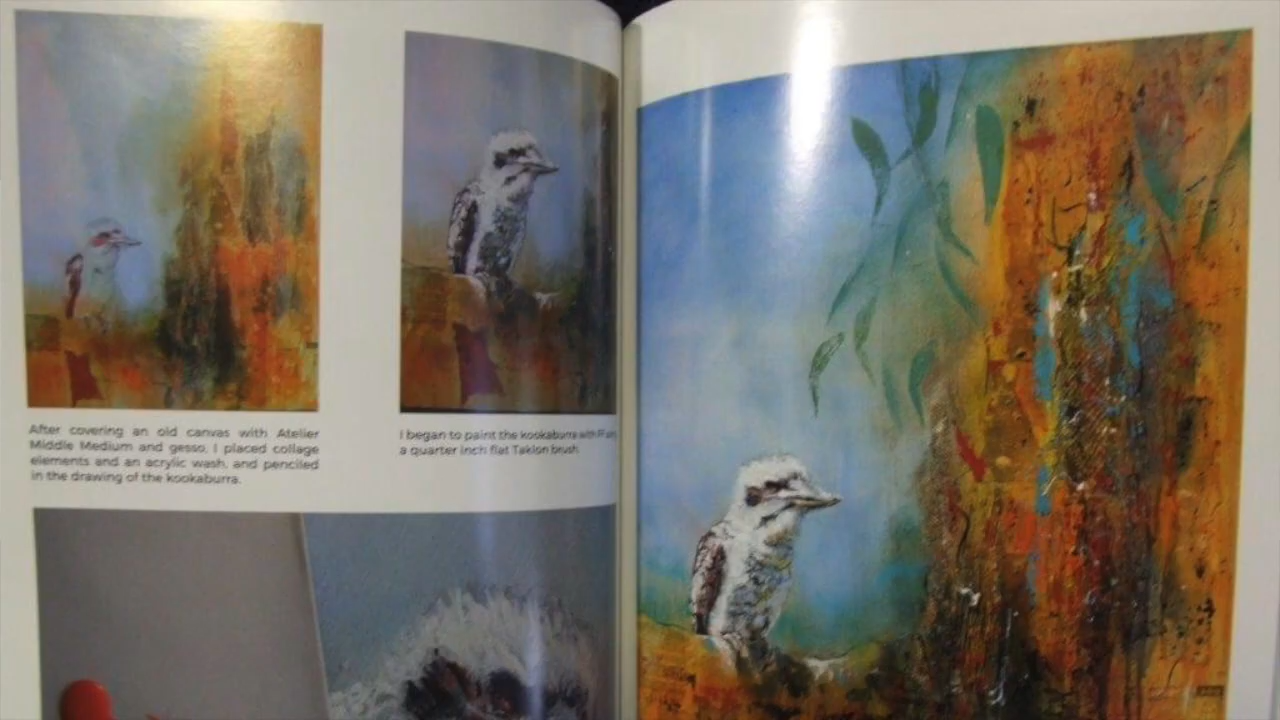 After covering an old canvas with Atelier
Middle Medium and gesso, I placed collage
elements and an acrylic wash, and penciled
in the drawing of the kookaburra.
I began to paint the kookaburra with
a quarter inch flat Taklon brush